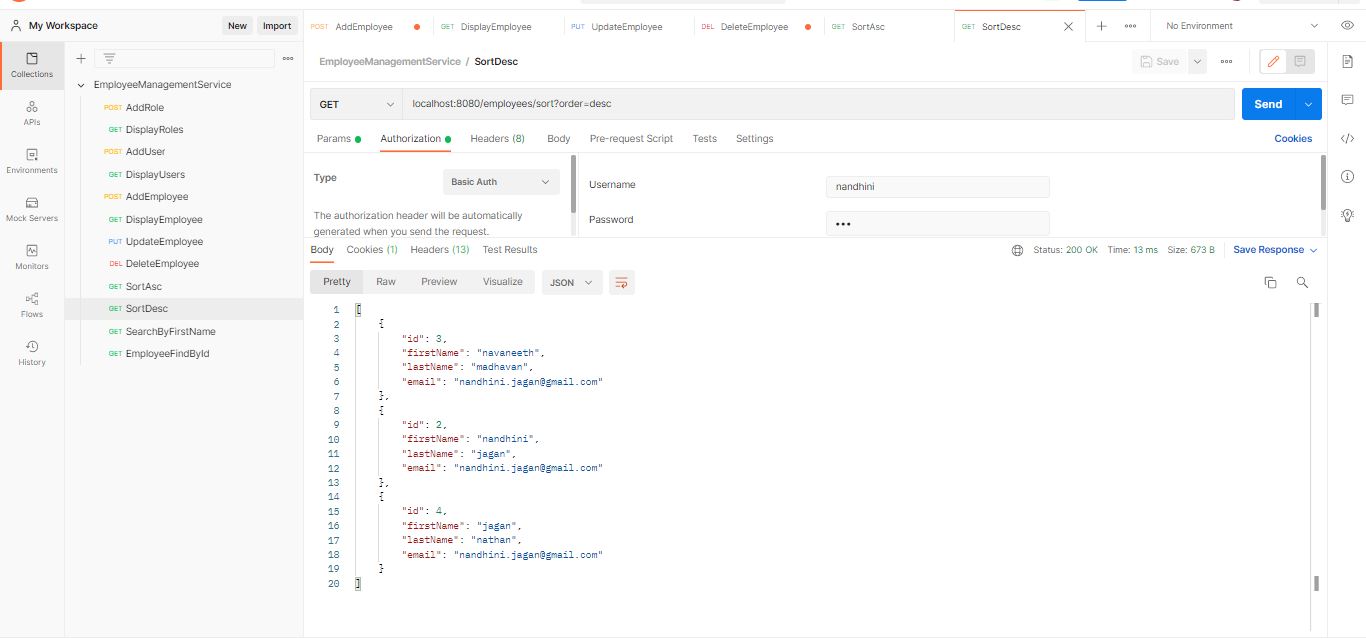 My Workspace New Import POST AddEmployee GET DisplayEmployee PUT UpdateEmployee DEL DeleteEmployee GET SortAsc GET SortDesc No Environment
Collections
APIs
Environments
Mock Servers
Monitors
Flows
History
EmployeeManagementService
POST AddRole
GET DisplayRoles
POST AddUser
GET DisplayUsers
POST AddEmployee
GET DisplayEmployee
PUT UpdateEmployee
DEL DeleteEmployee
GET SortAsc
GET SortDesc
GET SearchByFirstName
GET EmployeeFindById
EmployeeManagementService / SortDesc Save
GET localhost:8080/employees/sort?order=desc Send
Params Authorization Headers (8) Body Pre-request Script Tests Settings Cookies
Type Basic Auth
The authorization header will be automatically
generated when you send the request.
Username nandhini
Password •••
Body Cookies (1) Headers (13) Test Results Status: 200 OK Time: 13 ms Size: 673 B Save Response
Pretty Raw Preview Visualize JSON
1 [
2 {
3 "id": 3,
4 "firstName": "navaneeth",
5 "lastName": "madhavan",
6 "email": "nandhini.jagan@gmail.com"
7 },
8 {
9 "id": 2,
10 "firstName": "nandhini",
11 "lastName": "jagan",
12 "email": "nandhini.jagan@gmail.com"
13 },
14 {
15 "id": 4,
16 "firstName": "jagan",
17 "lastName": "nathan",
18 "email": "nandhini.jagan@gmail.com"
19 }
20 ]